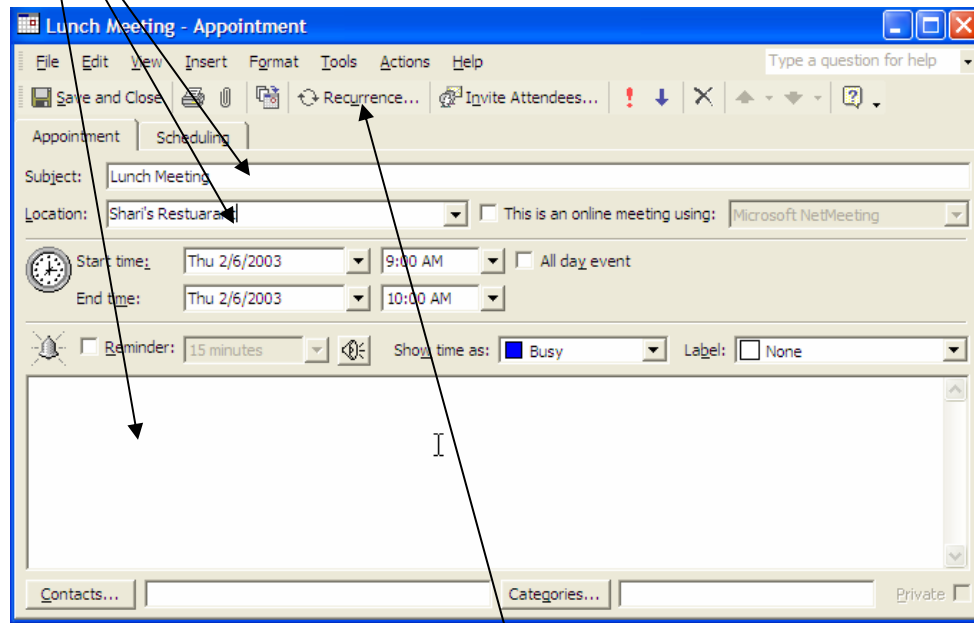 Lunch Meeting - Appointment
File Edit View Insert Format Tools Actions Help Type a question for help
Save and Close Recurrence... Invite Attendees...
Appointment Scheduling
Subject: Lunch Meeting
Location: Shari's Restuarant This is an online meeting using: Microsoft NetMeeting
Start time: Thu 2/6/2003 9:00 AM All day event
End time: Thu 2/6/2003 10:00 AM
Reminder: 15 minutes Show time as: Busy Label: None
Contacts... Categories... Private